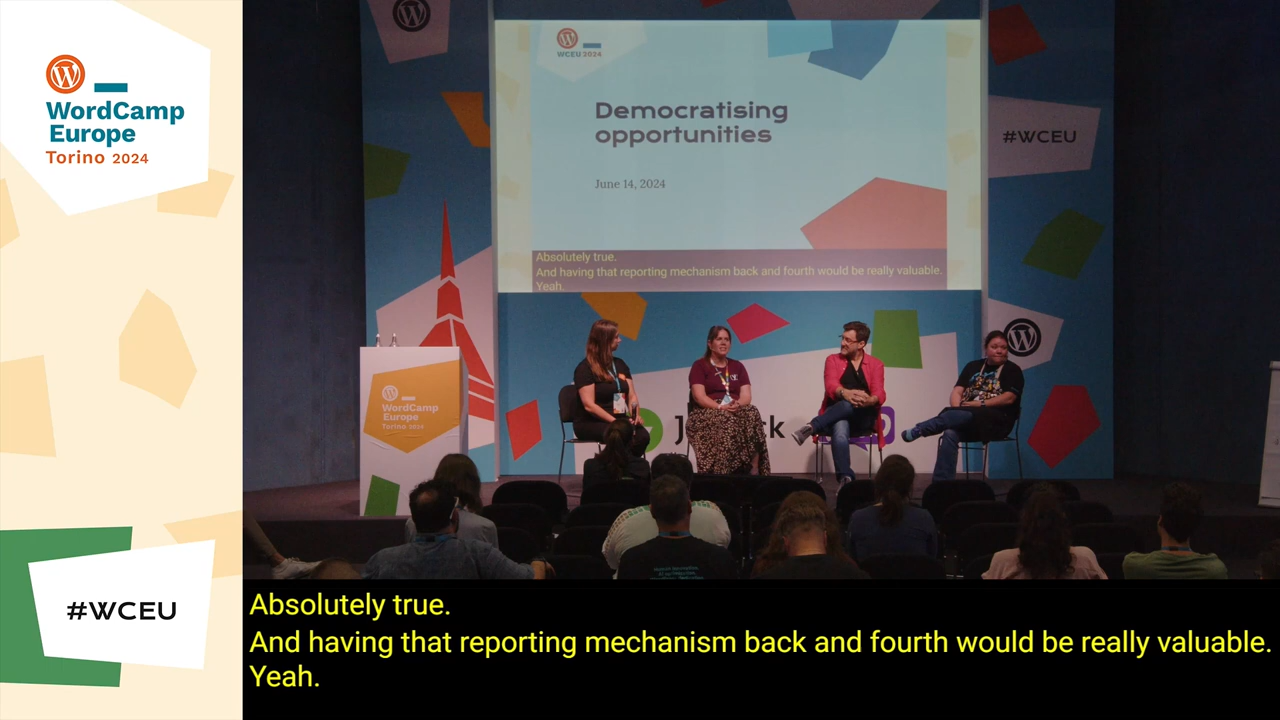 WordCamp
Europe
Torino 2024
#WCEU
WCEU 2024
Democratising
opportunities
June 14, 2024
Absolutely true.
And having that reporting mechanism back and fourth would be really valuable.
Yeah.
#WCEU
WordCamp
Europe
Torino 2024
Absolutely true.
And having that reporting mechanism back and fourth would be really valuable.
Yeah.